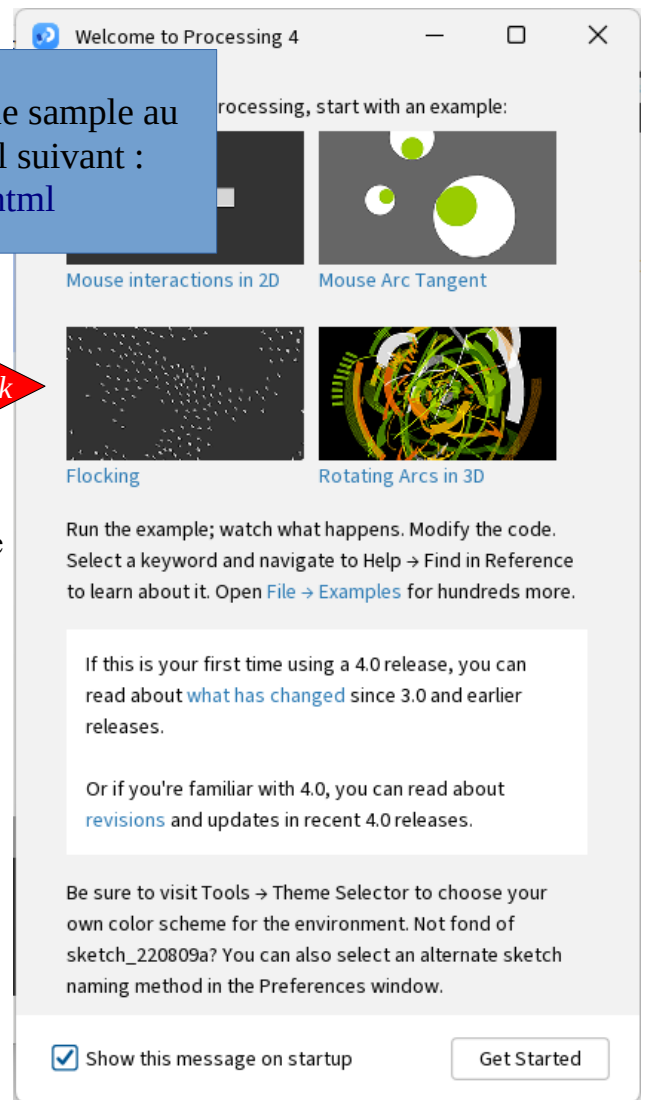 Welcome to Processing 4
sample au
suivant :
rocessing, start with an example:
Mouse interactions in 2D
Mouse Arc Tangent
Flocking
Rotating Arcs in 3D
Run the example; watch what happens. Modify the code.
Select a keyword and navigate to Help → Find in Reference
to learn about it. Open File → Examples for hundreds more.
If this is your first time using a 4.0 release, you can
read about what has changed since 3.0 and earlier
releases.
Or if you're familiar with 4.0, you can read about
revisions and updates in recent 4.0 releases.
Be sure to visit Tools → Theme Selector to choose your
own color scheme for the environment. Not fond of
sketch_220809a? You can also select an alternate sketch
naming method in the Preferences window.
Show this message on startup
Get Started